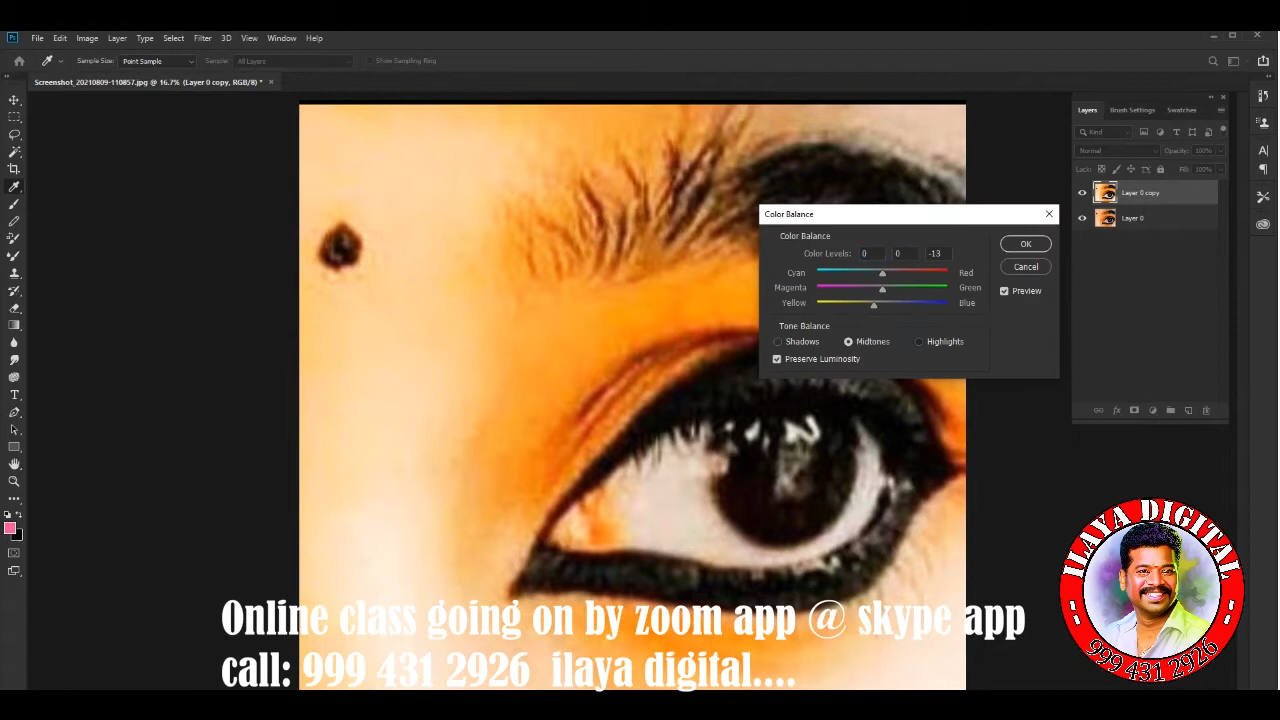 Ps File Edit Image Layer Type Select Filter 3D View Window Help
Sample Size: Point Sample Sample: All Layers Show Sampling Ring
Screenshot_20210809-110857.jpg @ 16.7% (Layer 0 copy, RGB/8) * ×
Layers Brush Settings Swatches
Kind
Normal Opacity: 100%
Lock: Fill: 100%
Layer 0 copy
Layer 0
Color Balance
Color Balance
Color Levels: 0 0 -13
OK
Cyan Red
Cancel
Magenta Green
Preview
Yellow Blue
Tone Balance
Shadows Midtones Highlights
Preserve Luminosity
Online class going on by zoom app @ skype app
call: 999 431 2926 ilaya digital....
ILAYA DIGITAL
- 999 431 2926 -